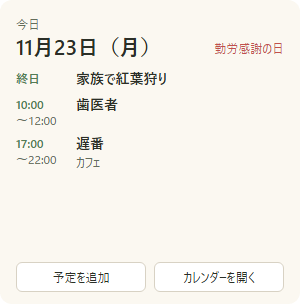 今日
11月23日（月）
勤労感謝の日
終日 家族で紅葉狩り
10:00 歯医者
～12:00
17:00 遅番
～22:00 カフェ
予定を追加 カレンダーを開く